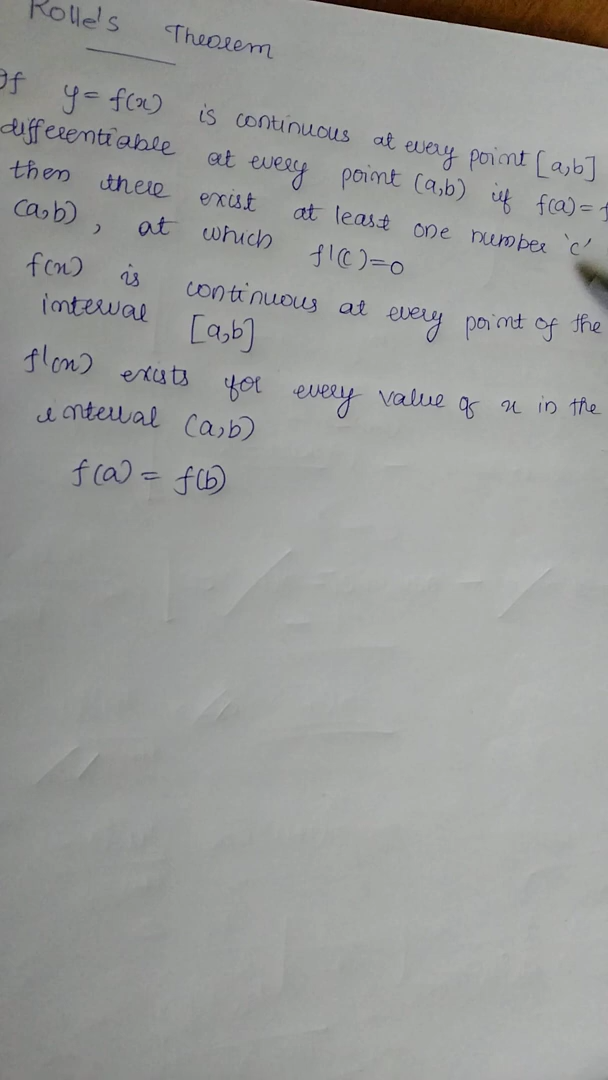 Rolle's Theorem
If y = f(x) is continuous at every point [a,b]
differentiable at every point (a,b) if f(a) = f
then there exist at least one number 'c'
(a,b), at which f'(c)=0
f(x) is continuous at every point of the
interval [a,b]
f'(x) exists for every value of x in the
interval (a,b)
f(a) = f(b)